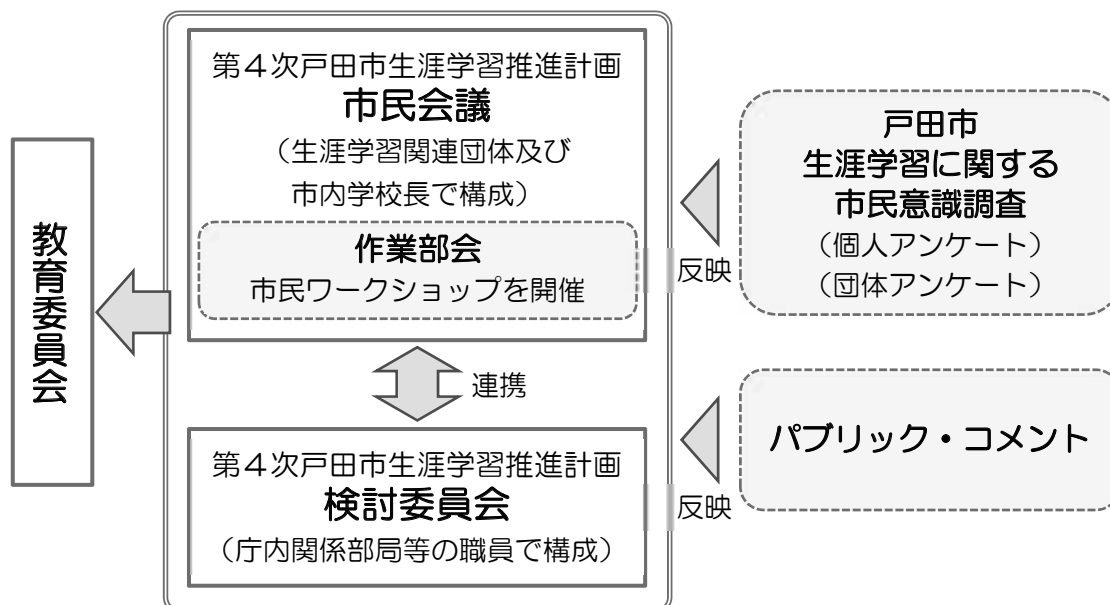 教育委員会
第4次戸田市生涯学習推進計画
市民会議
（生涯学習関連団体及び
市内学校長で構成）
作業部会
市民ワークショップを開催
連携
第4次戸田市生涯学習推進計画
検討委員会
（庁内関係部局等の職員で構成）
反映
戸田市
生涯学習に関する
市民意識調査
（個人アンケート）
（団体アンケート）
反映
パブリック・コメント